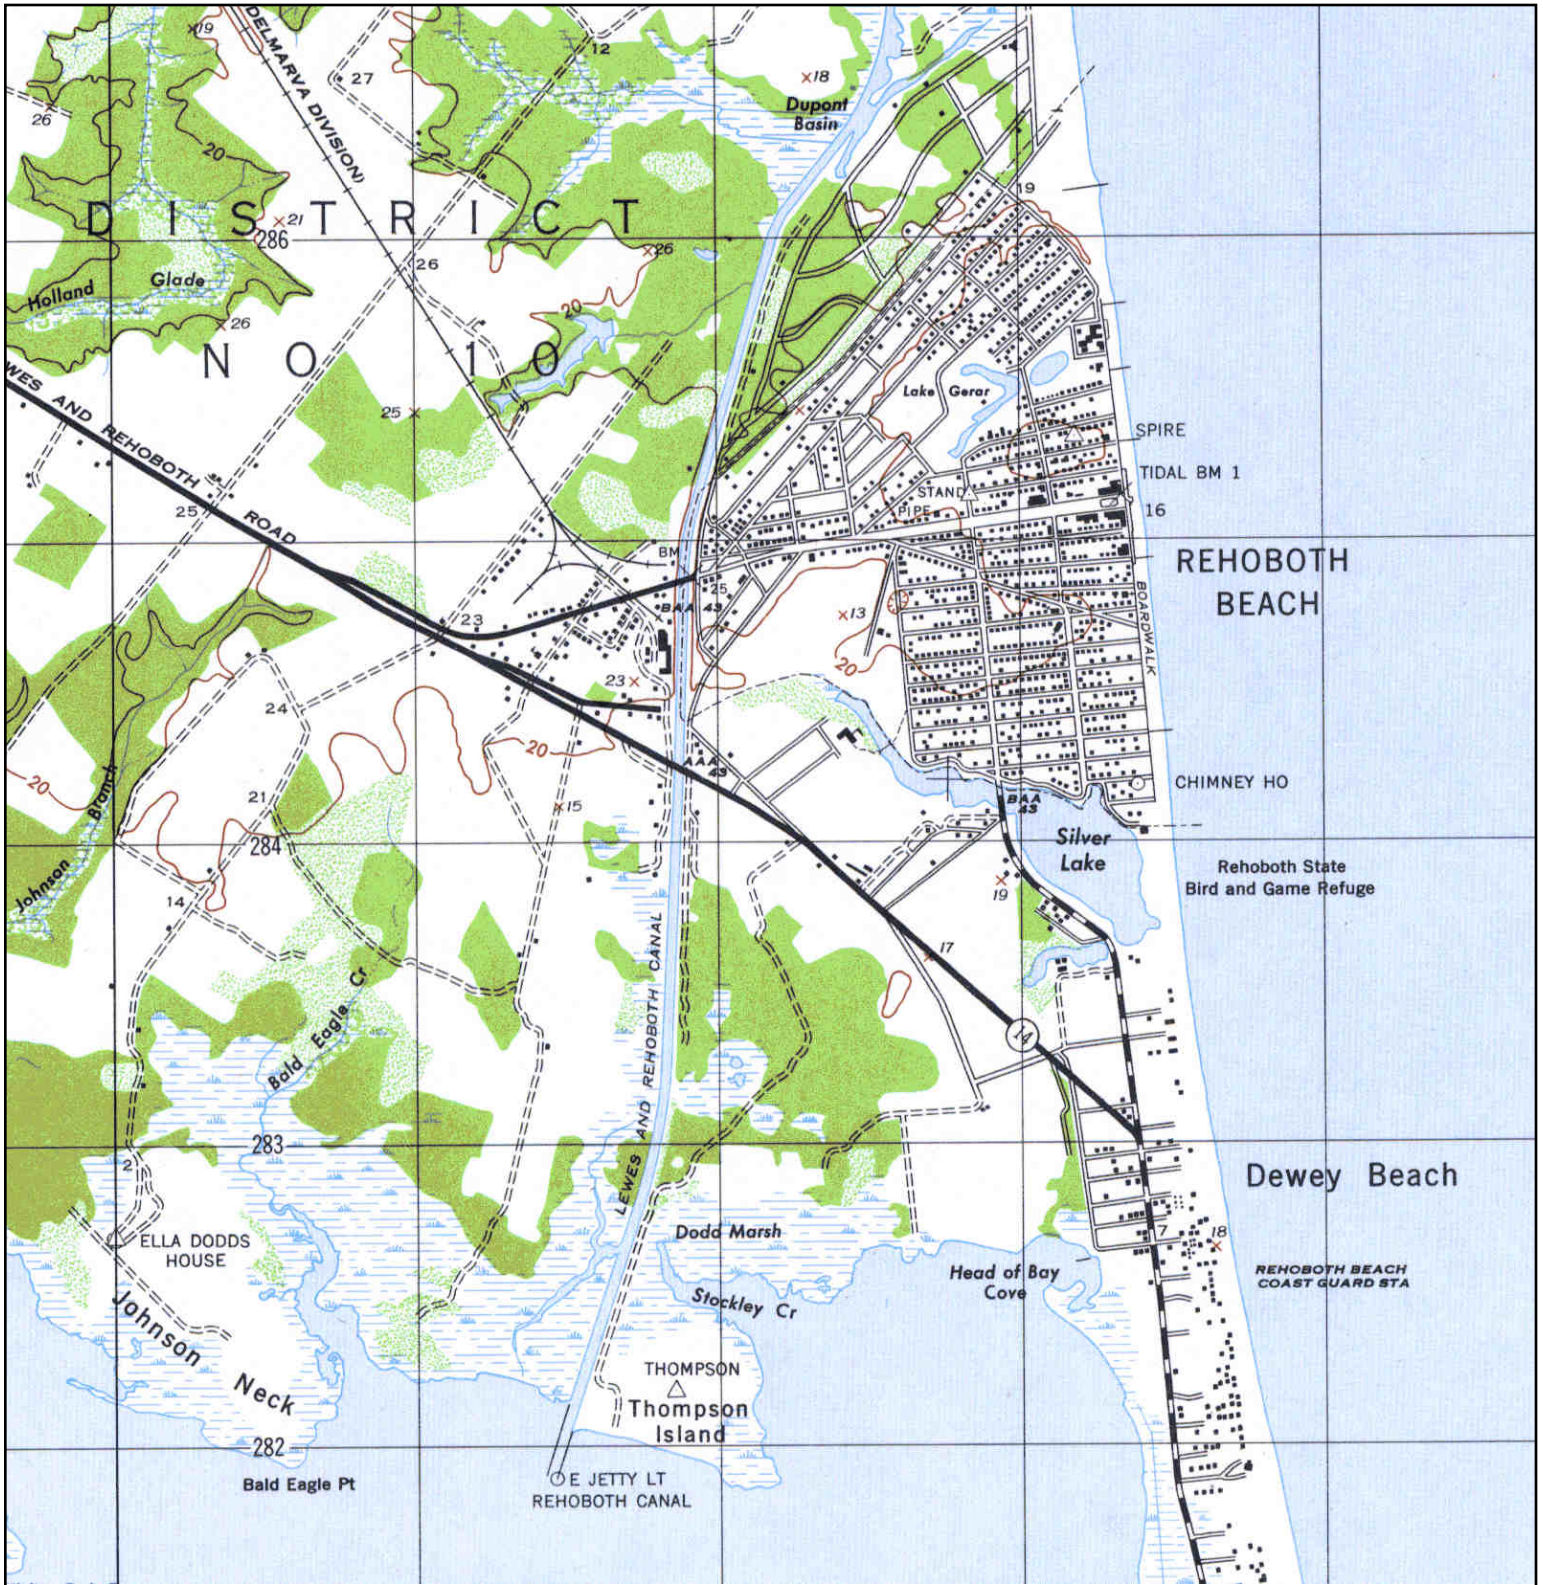 19
DELMARVA DIVISION)
12
27
18
Dupont
Basin
26
20
19
DISTRICT
21
286
26
26
Glade
Holland
26
20
NO 10
WES AND REHOBOTH ROAD
25
Lake Gerar
SPIRE
TIDAL BM 1
STAND
PIPE
16
25
BM
REHOBOTH
BEACH
25
BAA 43
13
23
BOARDWALK
20
23
24
20
20
AAA
43
CHIMNEY HO
21
15
BAA
43
Branch
Johnson
284
Silver
Lake
Rehoboth State
Bird and Game Refuge
14
19
17
LEWES AND REHOBOTH CANAL
Bald Eagle Cr
14
283
2
Dewey Beach
ELLA DODDS
HOUSE
Dodd Marsh
7
18
Head of Bay
Cove
REHOBOTH BEACH
COAST GUARD STA
Stockley Cr
Johnson Neck
THOMPSON
Thompson
Island
282
Bald Eagle Pt
E JETTY LT
REHOBOTH CANAL